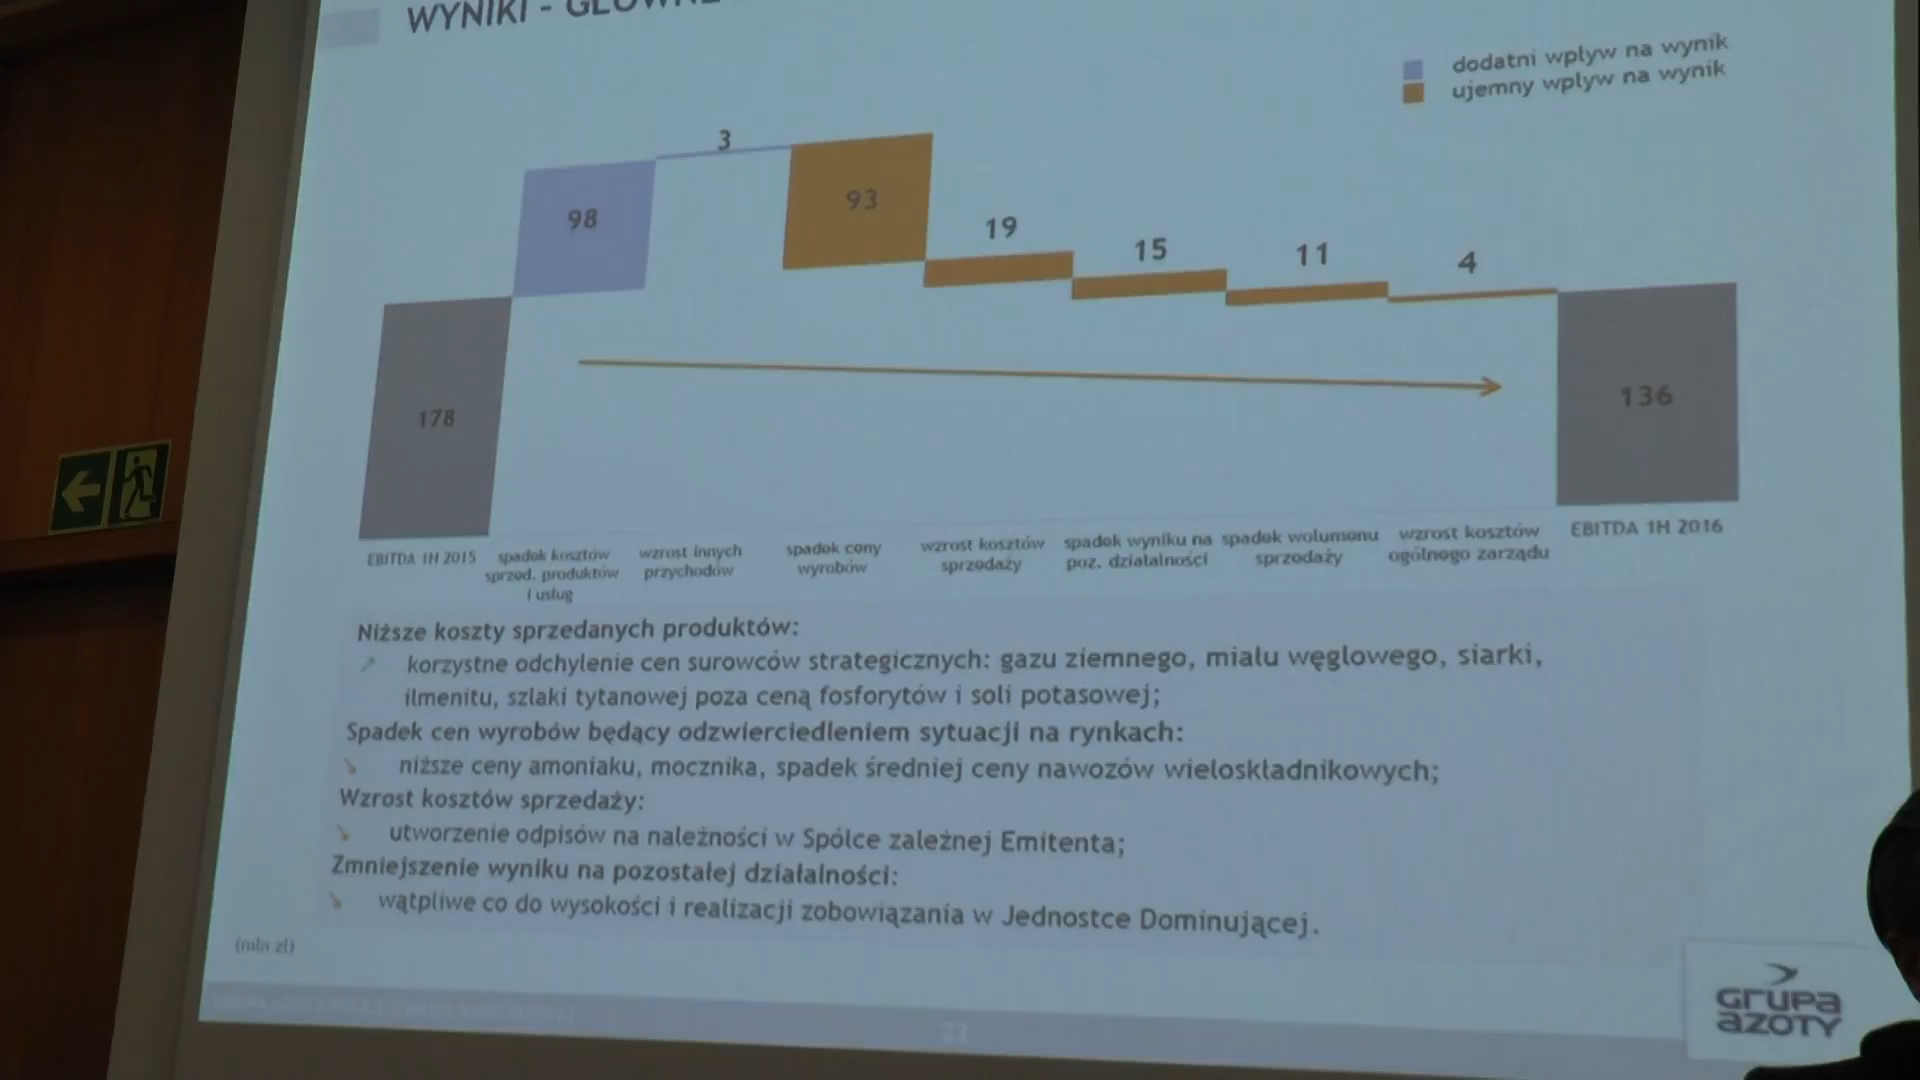 WYNIKI -
dodatni wpływ na wynik
ujemny wpływ na wynik
3
98
93
19
15
11
4
178
136
EBITDA 1H 2015
spadek kosztów
sprzed. produktów
i usług
wzrost innych
przychodów
spadek ceny
wyrobów
wzrost kosztów
sprzedaży
spadek wyniku na
poz. działalności
spadek wolumenu
sprzedaży
wzrost kosztów
ogólnego zarządu
EBITDA 1H 2016
Niższe koszty sprzedanych produktów:
korzystne odchylenie cen surowców strategicznych: gazu ziemnego, miału węglowego, siarki,
ilmenitu, szlaki tytanowej poza ceną fosforytów i soli potasowej;
Spadek cen wyrobów będący odzwierciedleniem sytuacji na rynkach:
niższe ceny amoniaku, mocznika, spadek średniej ceny nawozów wieloskładnikowych;
Wzrost kosztów sprzedaży:
utworzenie odpisów na należności w Spółce zależnej Emitenta;
Zmniejszenie wyniku na pozostałej działalności:
wątpliwe co do wysokości i realizacji zobowiązania w Jednostce Dominującej.
(mln zł)
GRUPA
AZOTY